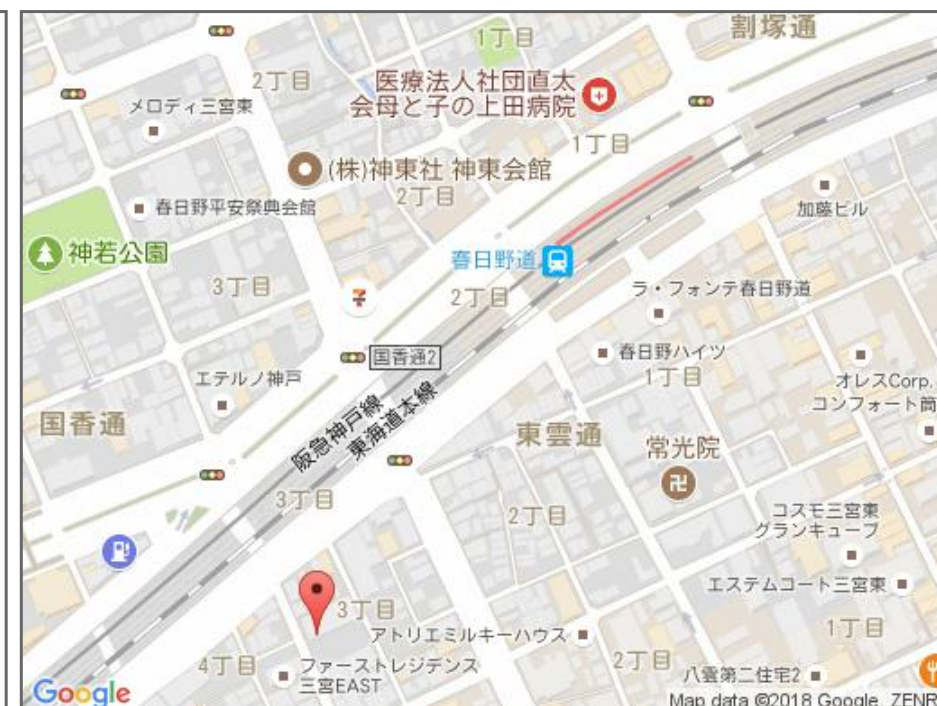 割塚通
1丁目
2丁目
医療法人社団直太
会母と子の上田病院
メロディ三宮東
1丁目
(株)神東社 神東会館
2丁目
春日野平安祭典会館
加藤ビル
神若公園
春日野道
3丁目
2丁目
ラ・フォンテ春日野道
国香通2
春日野ハイツ
エテルノ神戸
1丁目
オレスCorp.
コンフォート筒
国香通
阪急神戸線
東海道本線
東雲通
常光院
卍
3丁目
2丁目
コスモ三宮東
グランキューブ
エステムコート三宮東
3丁目
アトリエミルキーハウス
1丁目
4丁目
ファーストレジデンス
三宮EAST
2丁目
八雲第二住宅2
Google
Map data ©2018 Google, ZENR